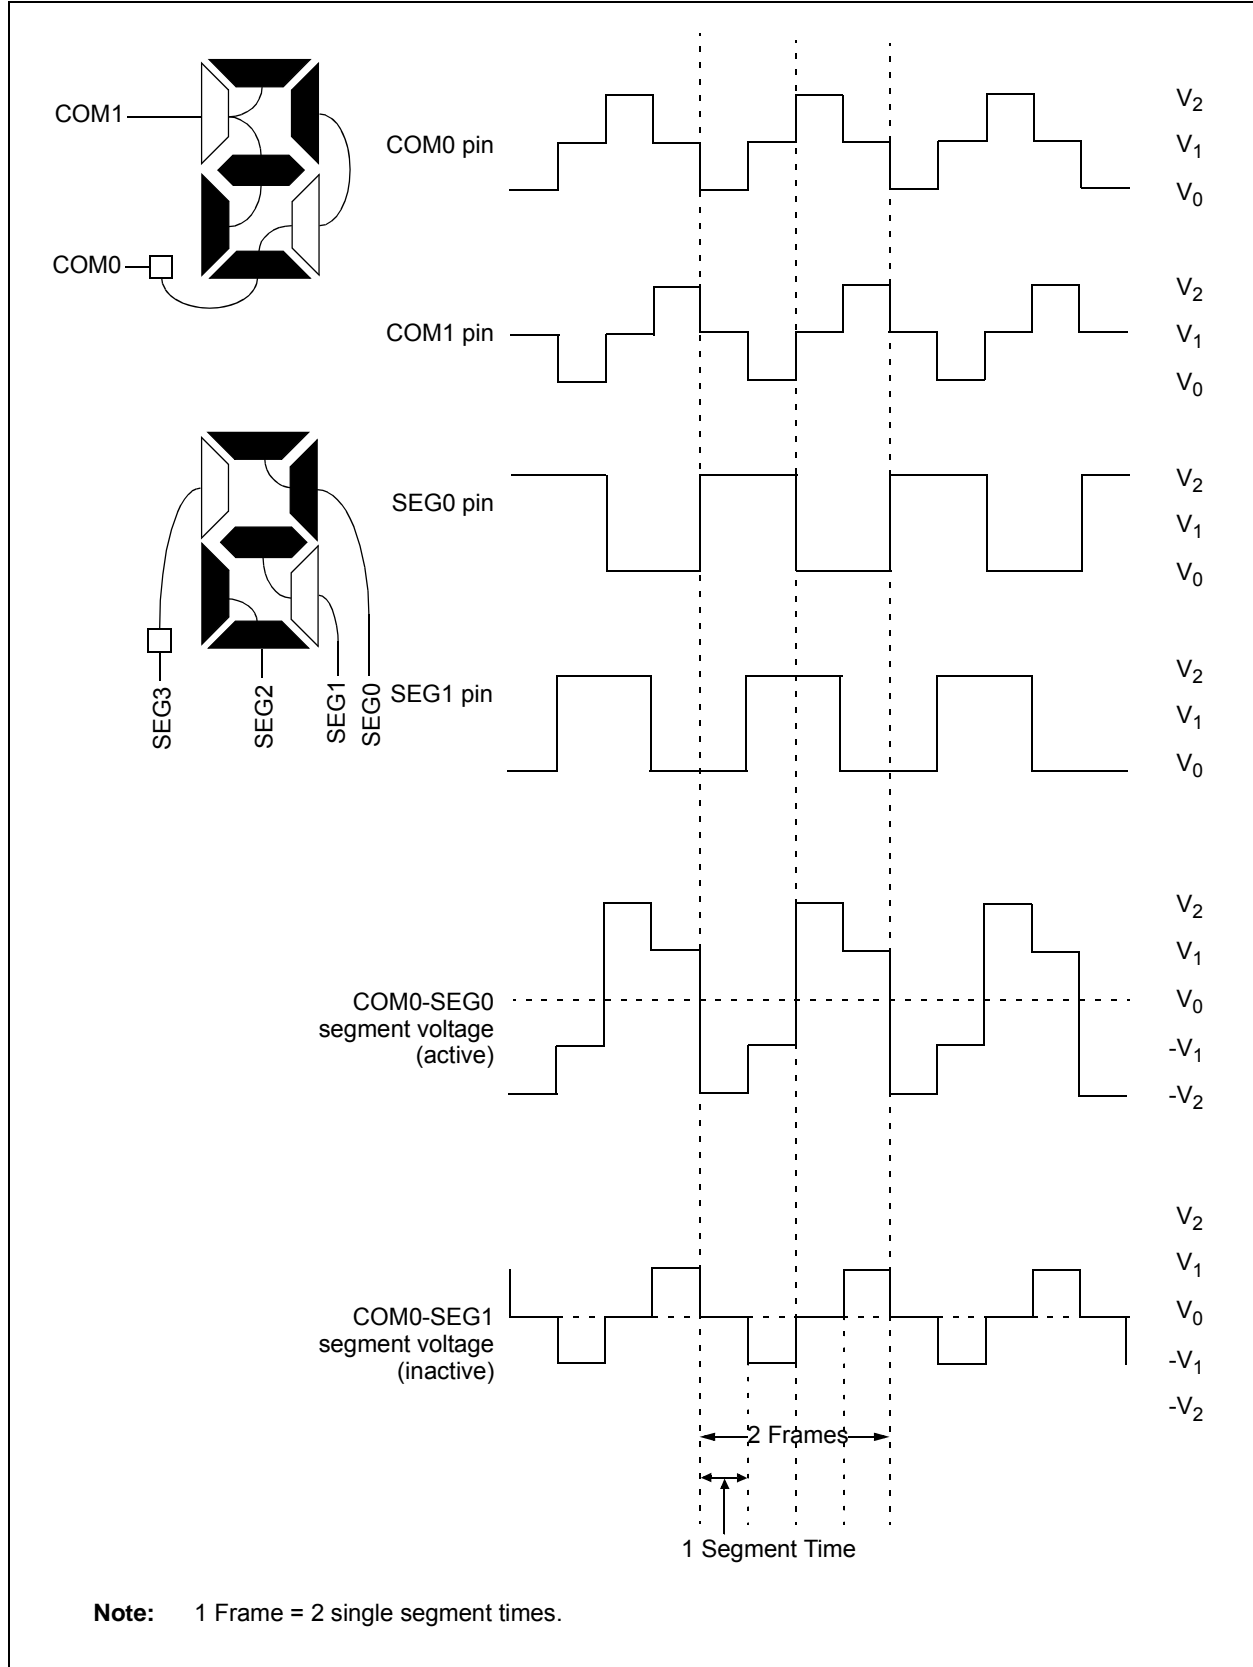 COM1
COM0
COM0 pin
V2
V1
V0
COM1 pin
V2
V1
V0
SEG3
SEG2
SEG1
SEG0
SEG0 pin
V2
V1
V0
SEG1 pin
V2
V1
V0
COM0-SEG0
segment voltage
(active)
V2
V1
V0
-V1
-V2
COM0-SEG1
segment voltage
(inactive)
V2
V1
V0
-V1
-V2
2 Frames
1 Segment Time
Note: 1 Frame = 2 single segment times.